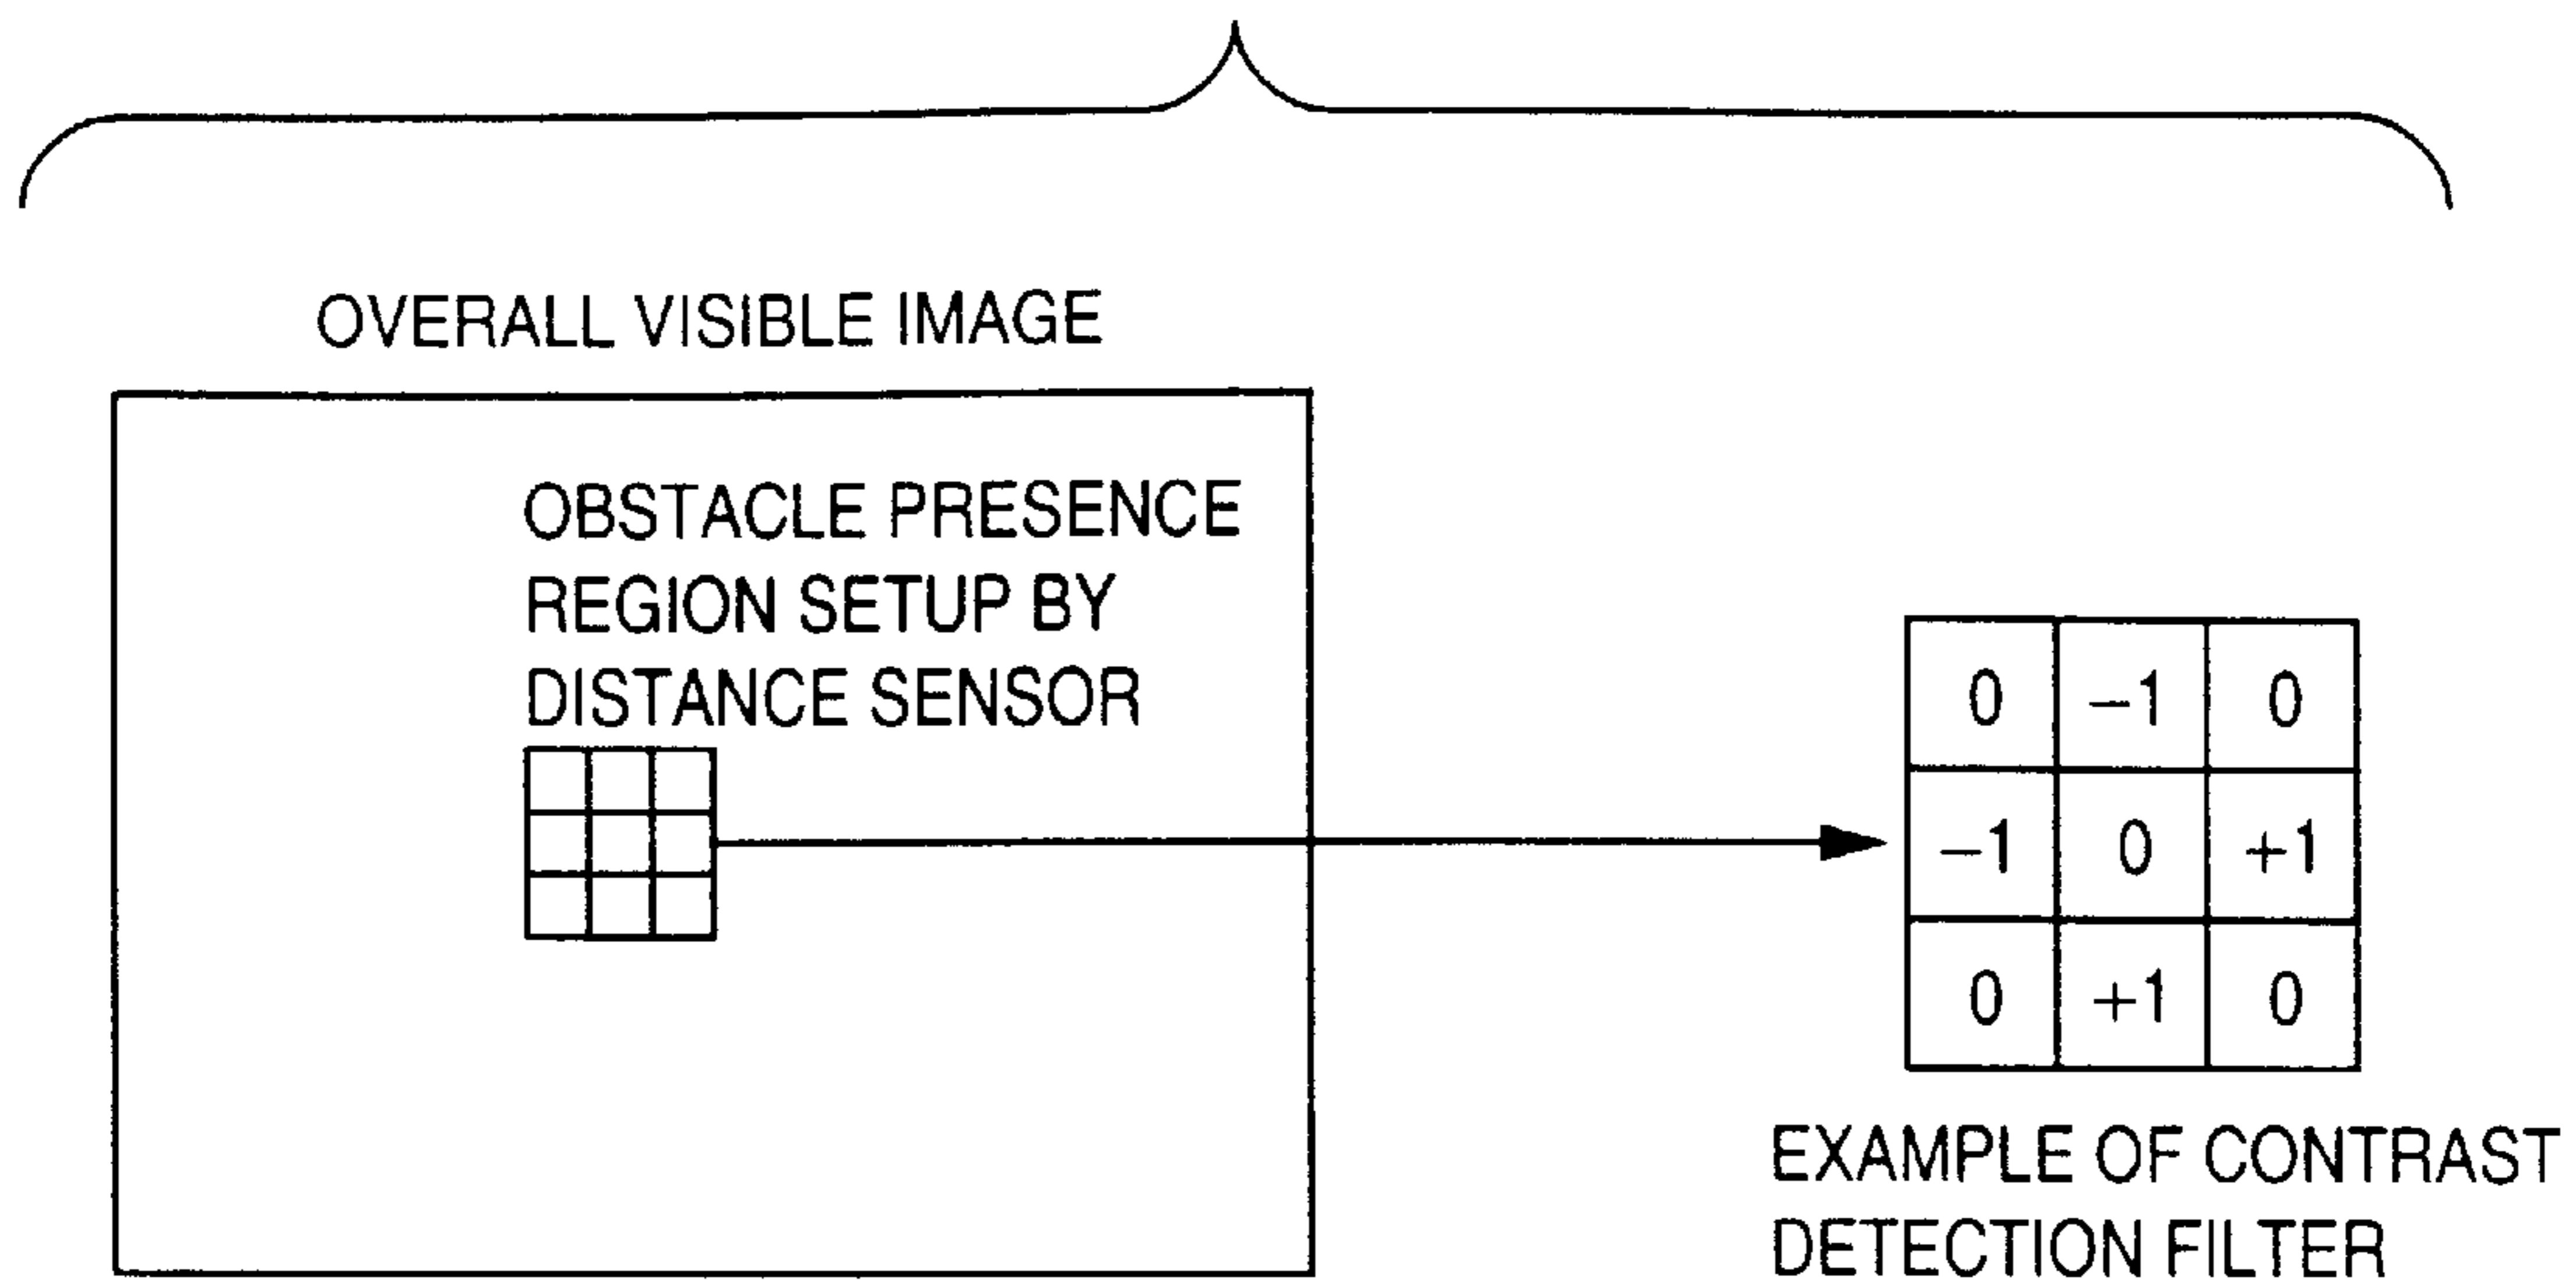 OVERALL VISIBLE IMAGE
OBSTACLE PRESENCE
REGION SETUP BY
DISTANCE SENSOR
0 −1 0
−1 0 +1
0 +1 0
EXAMPLE OF CONTRAST
DETECTION FILTER